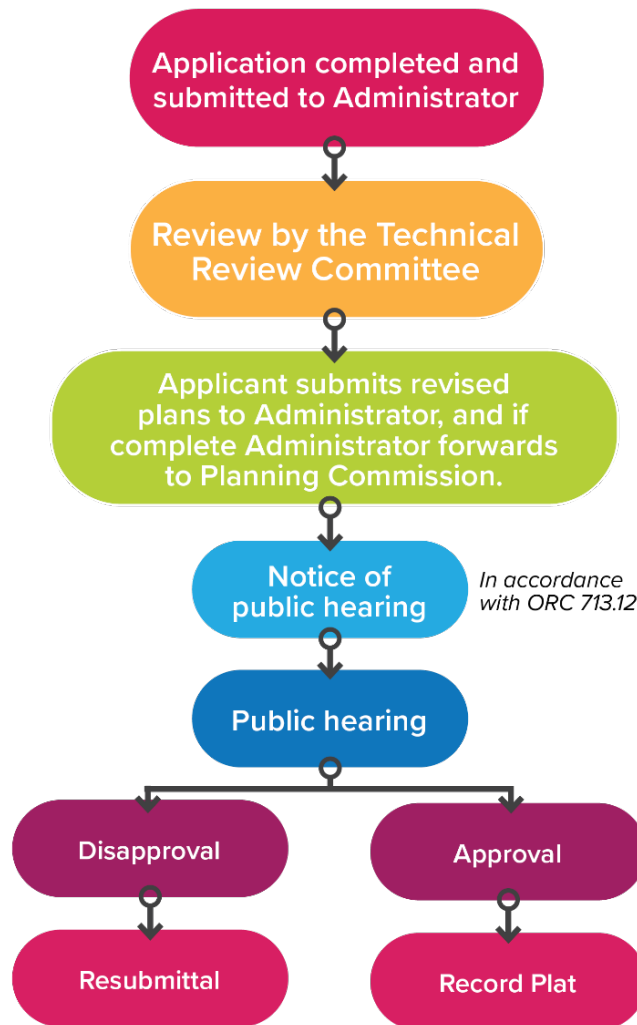 Application completed and
submitted to Administrator
Review by the Technical
Review Committee
Applicant submits revised
plans to Administrator, and if
complete Administrator forwards
to Planning Commission.
Notice of
public hearing
In accordance
with ORC 713.12
Public hearing
Disapproval
Approval
Resubmittal
Record Plat